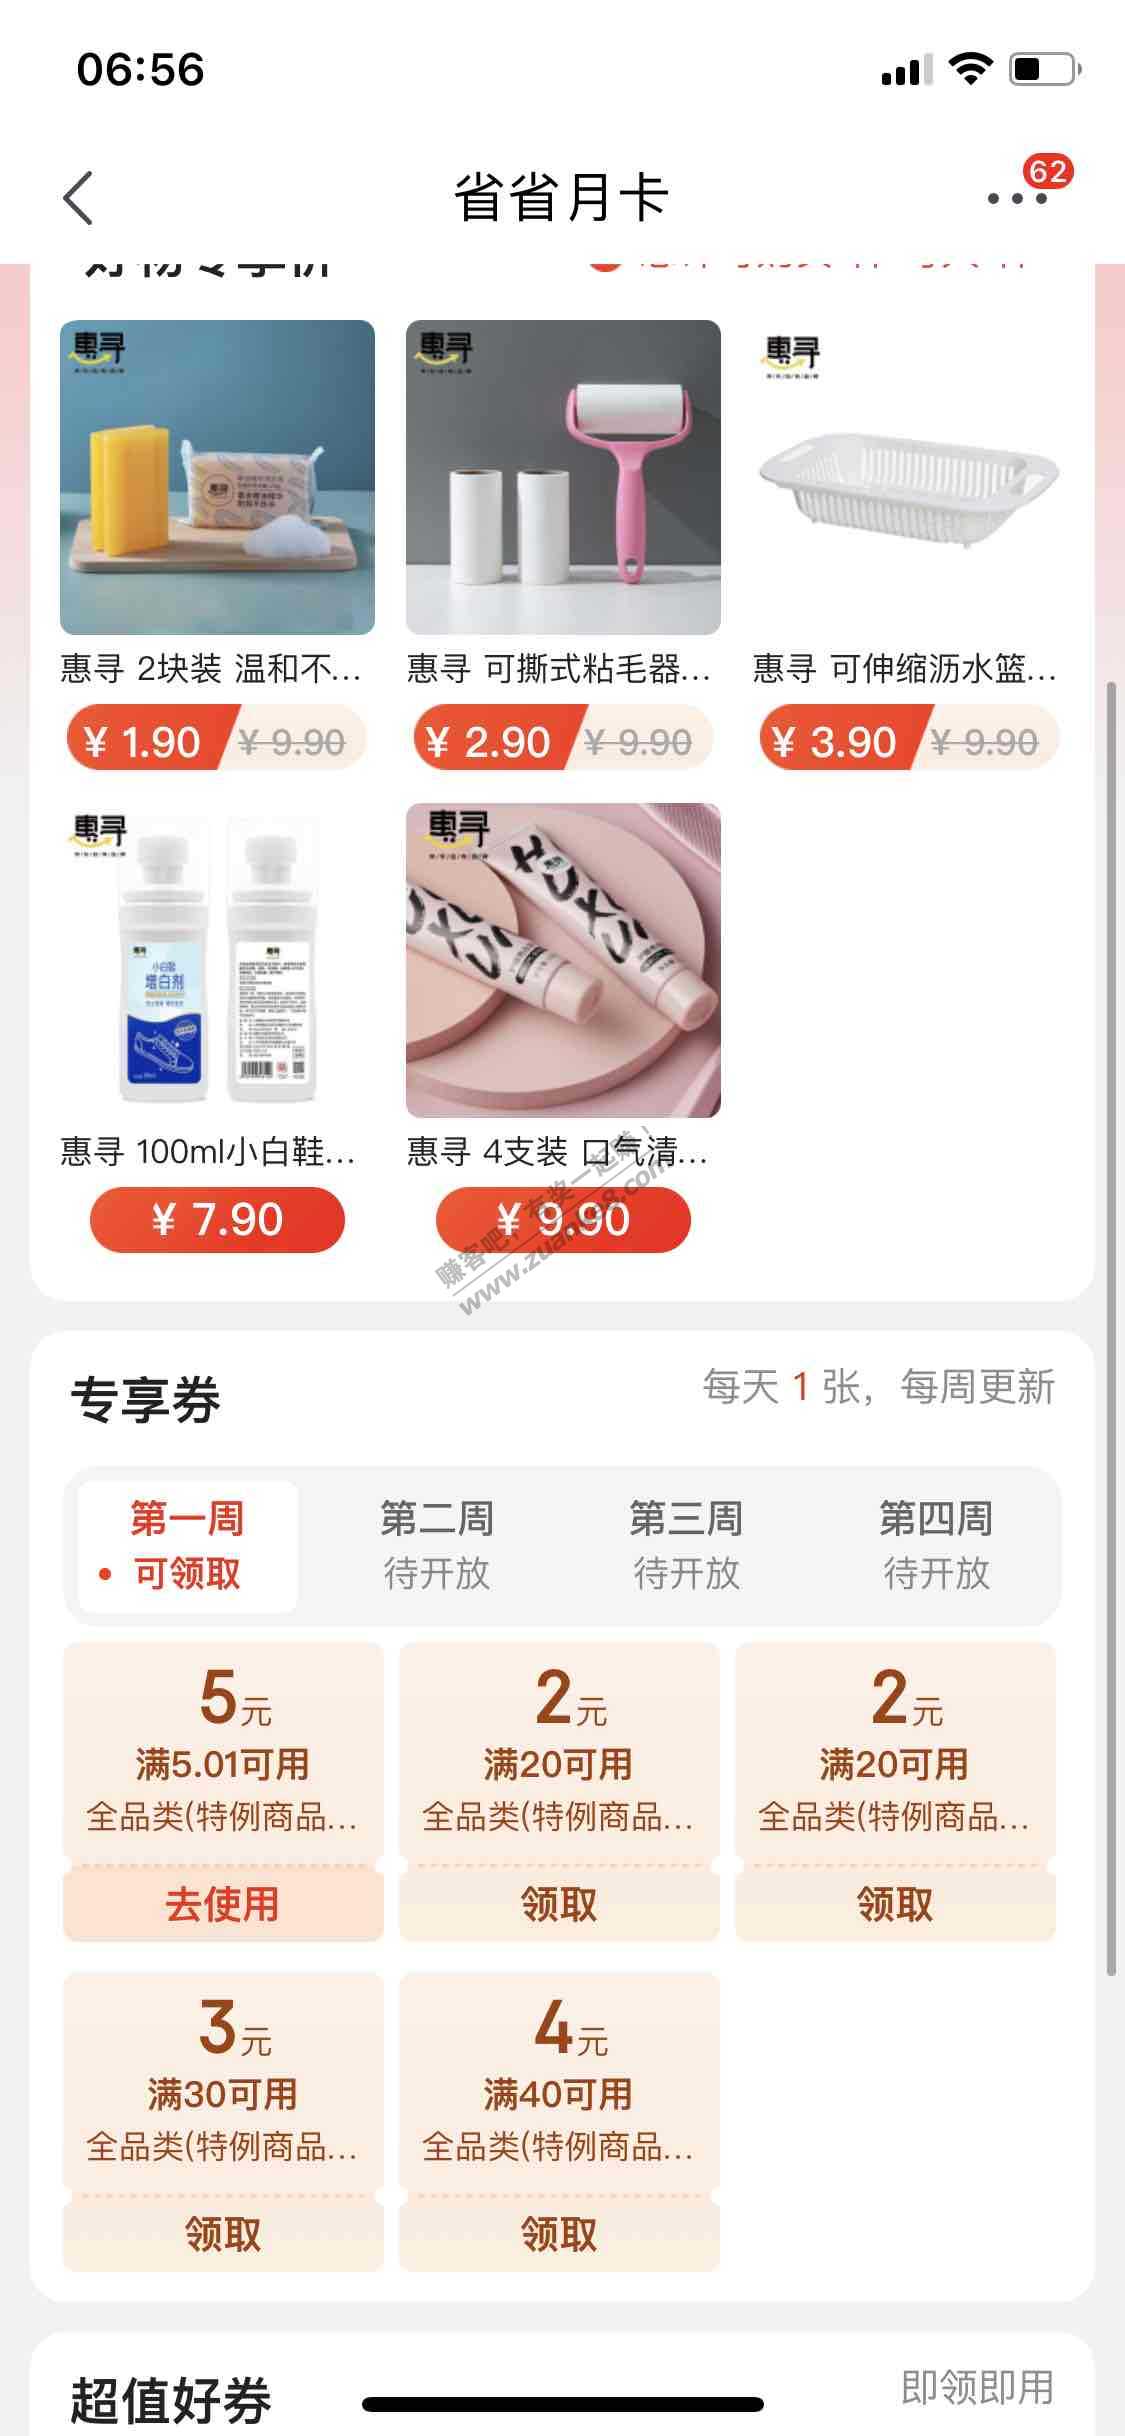 06:56
省省月卡
62
好物专享价
惠寻
惠寻
惠寻
惠寻 2块装 温和不...
惠寻 可撕式粘毛器...
惠寻 可伸缩沥水篮...
¥ 1.90 ¥ 9.90
¥ 2.90 ¥ 9.90
¥ 3.90 ¥ 9.90
惠寻
惠寻
小白鞋
增白剂
惠寻 100ml小白鞋...
惠寻 4支装 口气清...
¥ 7.90
¥ 9.90
赚客吧，有奖一起赚！
www.zuanke8.com
专享券
每天 1 张，每周更新
第一周
第二周
第三周
第四周
可领取
待开放
待开放
待开放
5元
2元
2元
满5.01可用
满20可用
满20可用
全品类(特例商品...
全品类(特例商品...
全品类(特例商品...
去使用
领取
领取
3元
4元
满30可用
满40可用
全品类(特例商品...
全品类(特例商品...
领取
领取
超值好券
即领即用